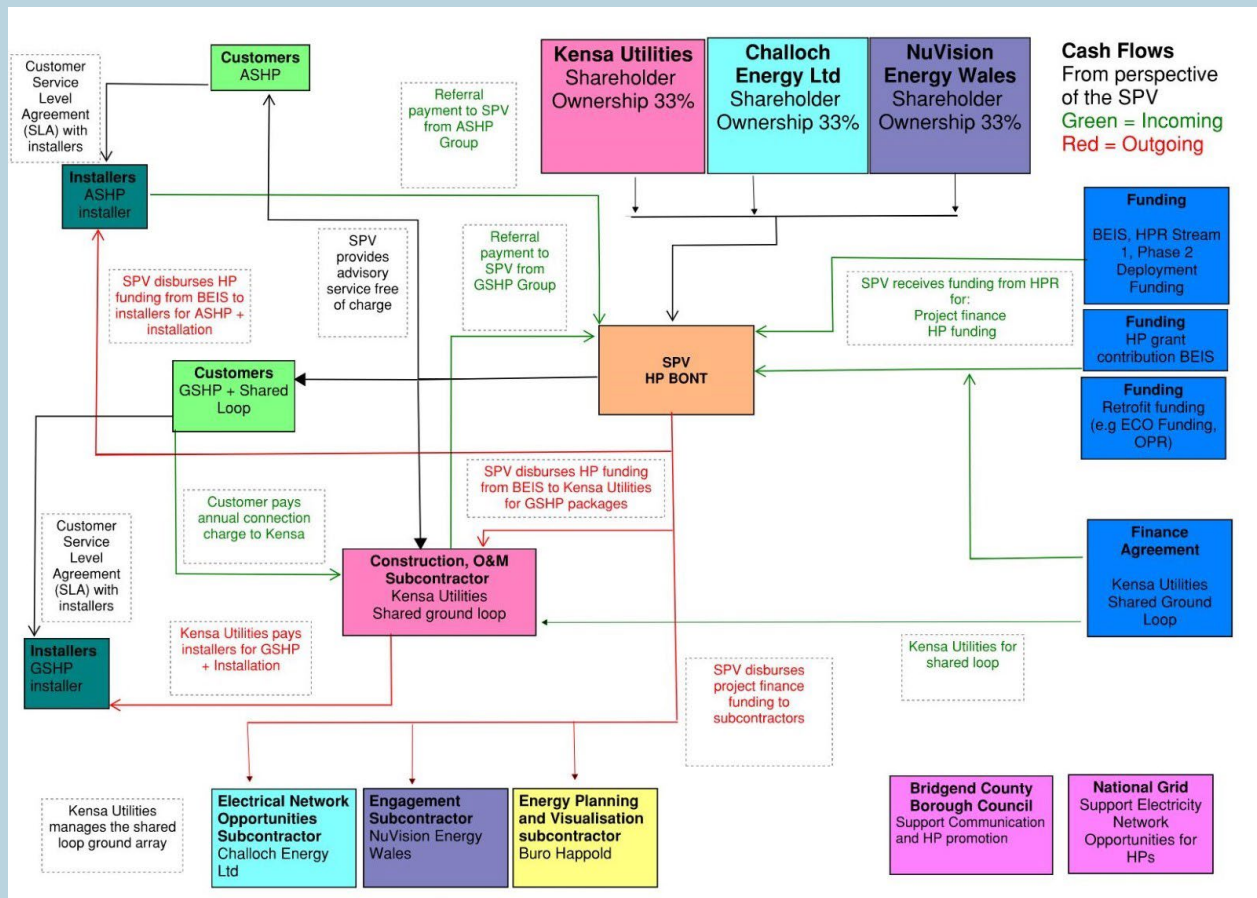 Customer
Service
Level
Agreement
(SLA) with
installers
Customers
ASHP
Referral
payment to SPV
from ASHP
Group
Kensa Utilities
Shareholder
Ownership 33%
Challoch
Energy Ltd
Shareholder
Ownership 33%
NuVision
Energy Wales
Shareholder
Ownership 33%
Cash Flows
From perspective
of the SPV
Green = Incoming
Red = Outgoing
Installers
ASHP
installer
SPV
provides
advisory
service free
of charge
Referral
payment to
SPV from
GSHP Group
Funding
BEIS, HPR Stream
1, Phase 2
Deployment
Funding
SPV disburses HP
funding from BEIS to
installers for ASHP +
installation
SPV receives funding from HPR
for:
Project finance
HP funding
Funding
HP grant
contribution BEIS
SPV
HP BONT
Customers
GSHP + Shared
Loop
Funding
Retrofit funding
(e.g ECO Funding,
OPR)
SPV disburses HP funding
from BEIS to Kensa Utilities
for GSHP packages
Customer pays
annual connection
charge to Kensa
Customer
Service
Level
Agreement
(SLA) with
installers
Construction, O&M
Subcontractor
Kensa Utilities
Shared ground loop
Finance
Agreement
Kensa Utilities
Shared Ground
Loop
Installers
GSHP
installer
Kensa Utilities pays
installers for GSHP
+ Installation
Kensa Utilities for
shared loop
SPV disburses
project finance
funding to
subcontractors
Kensa Utilities
manages the shared
loop ground array
Electrical Network
Opportunities
Subcontractor
Challoch Energy
Ltd
Engagement
Subcontractor
NuVision Energy
Wales
Energy Planning
and Visualisation
subcontractor
Buro Happold
Bridgend County
Borough Council
Support Communication
and HP promotion
National Grid
Support Electricity
Network
Opportunities for
HPs